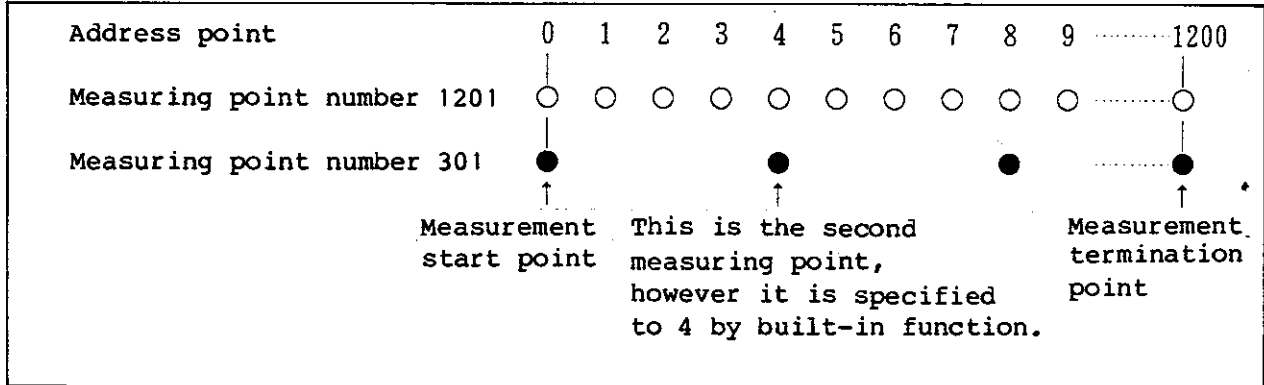 Address point 0 1 2 3 4 5 6 7 8 9 ········ 1200
Measuring point number 1201
Measuring point number 301
Measurement start point
This is the second measuring point, however it is specified to 4 by built-in function.
Measurement termination point